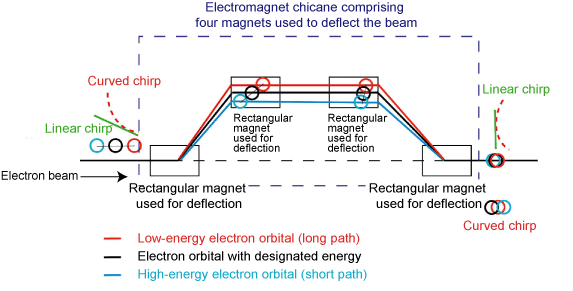 Electromagnet chicane comprising
four magnets used to deflect the beam
Curved chirp
Linear chirp
Linear chirp
Rectangular
magnet
used for
deflection
Rectangular
magnet
used for
deflection
Electron beam
Rectangular magnet
used for deflection
Rectangular magnet
used for deflection
Curved chirp
Low-energy electron orbital (long path)
Electron orbital with designated energy
High-energy electron orbital (short path)